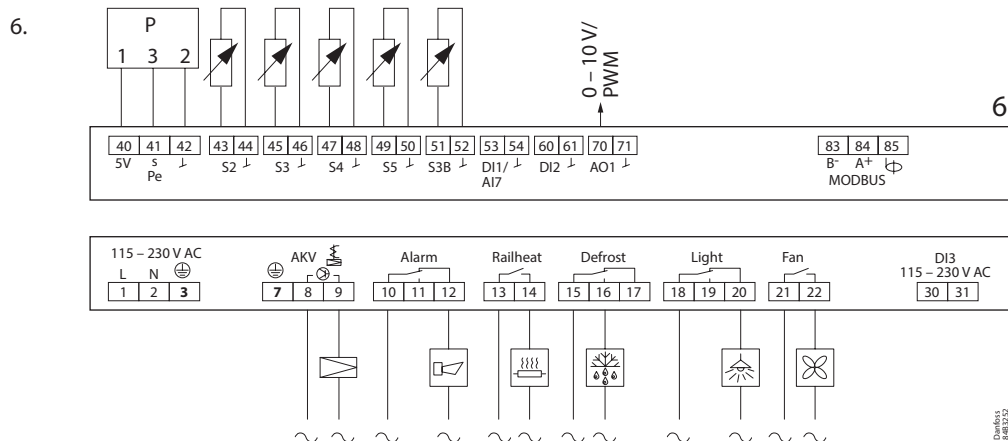 6.
P
1 3 2
0 – 10 V/
PWM
6
40 41 42 43 44 45 46 47 48 49 50 51 52 53 54 60 61 70 71 83 84 85
5V s S2 S3 S4 S5 S3B DI1/ DI2 AO1 B- A+
Pe AI7 MODBUS
115 – 230 V AC AKV Alarm Railheat Defrost Light Fan DI3
L N 115 – 230 V AC
1 2 3 7 8 9 10 11 12 13 14 15 16 17 18 19 20 21 22 30 31
Danfoss